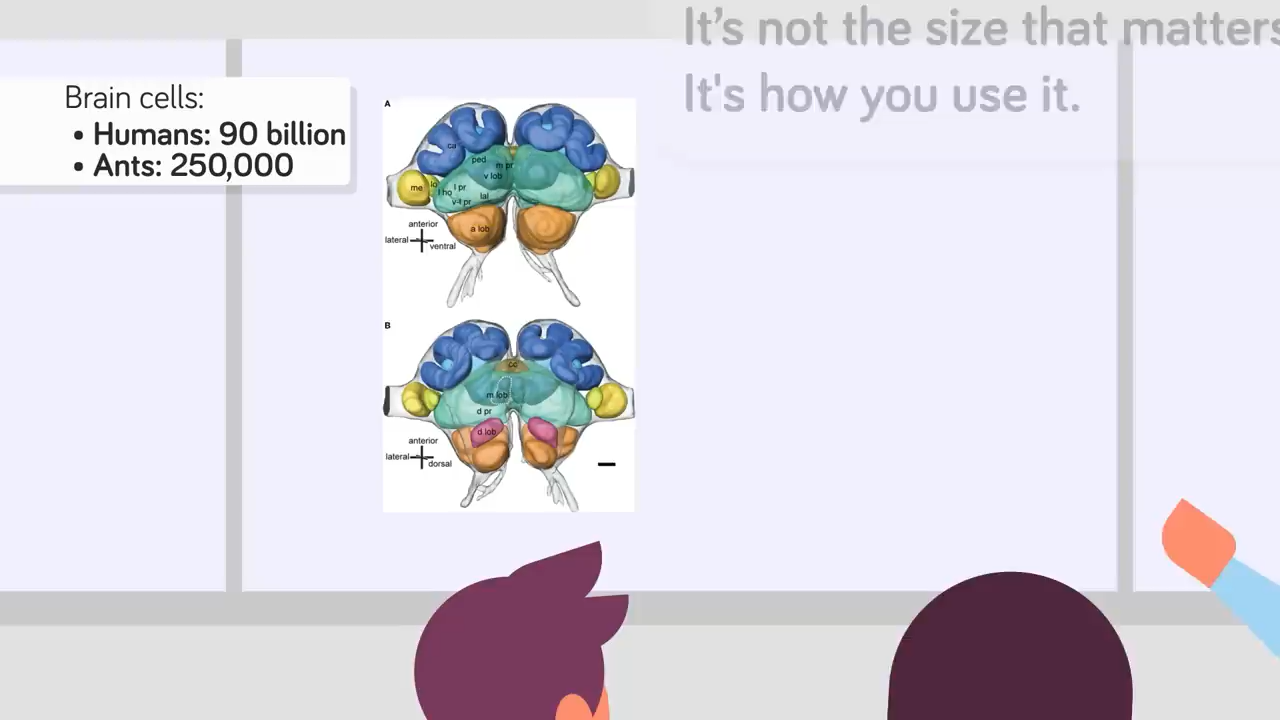 It's not the size that matters
It's how you use it.
Brain cells:
• Humans: 90 billion
• Ants: 250,000
A
ca
ped
m pr
v lob
me
lo
l ho
l pr
lal
v-l pr
a lob
anterior
lateral
ventral
B
co
m lob
d pr
d lob
anterior
lateral
dorsal